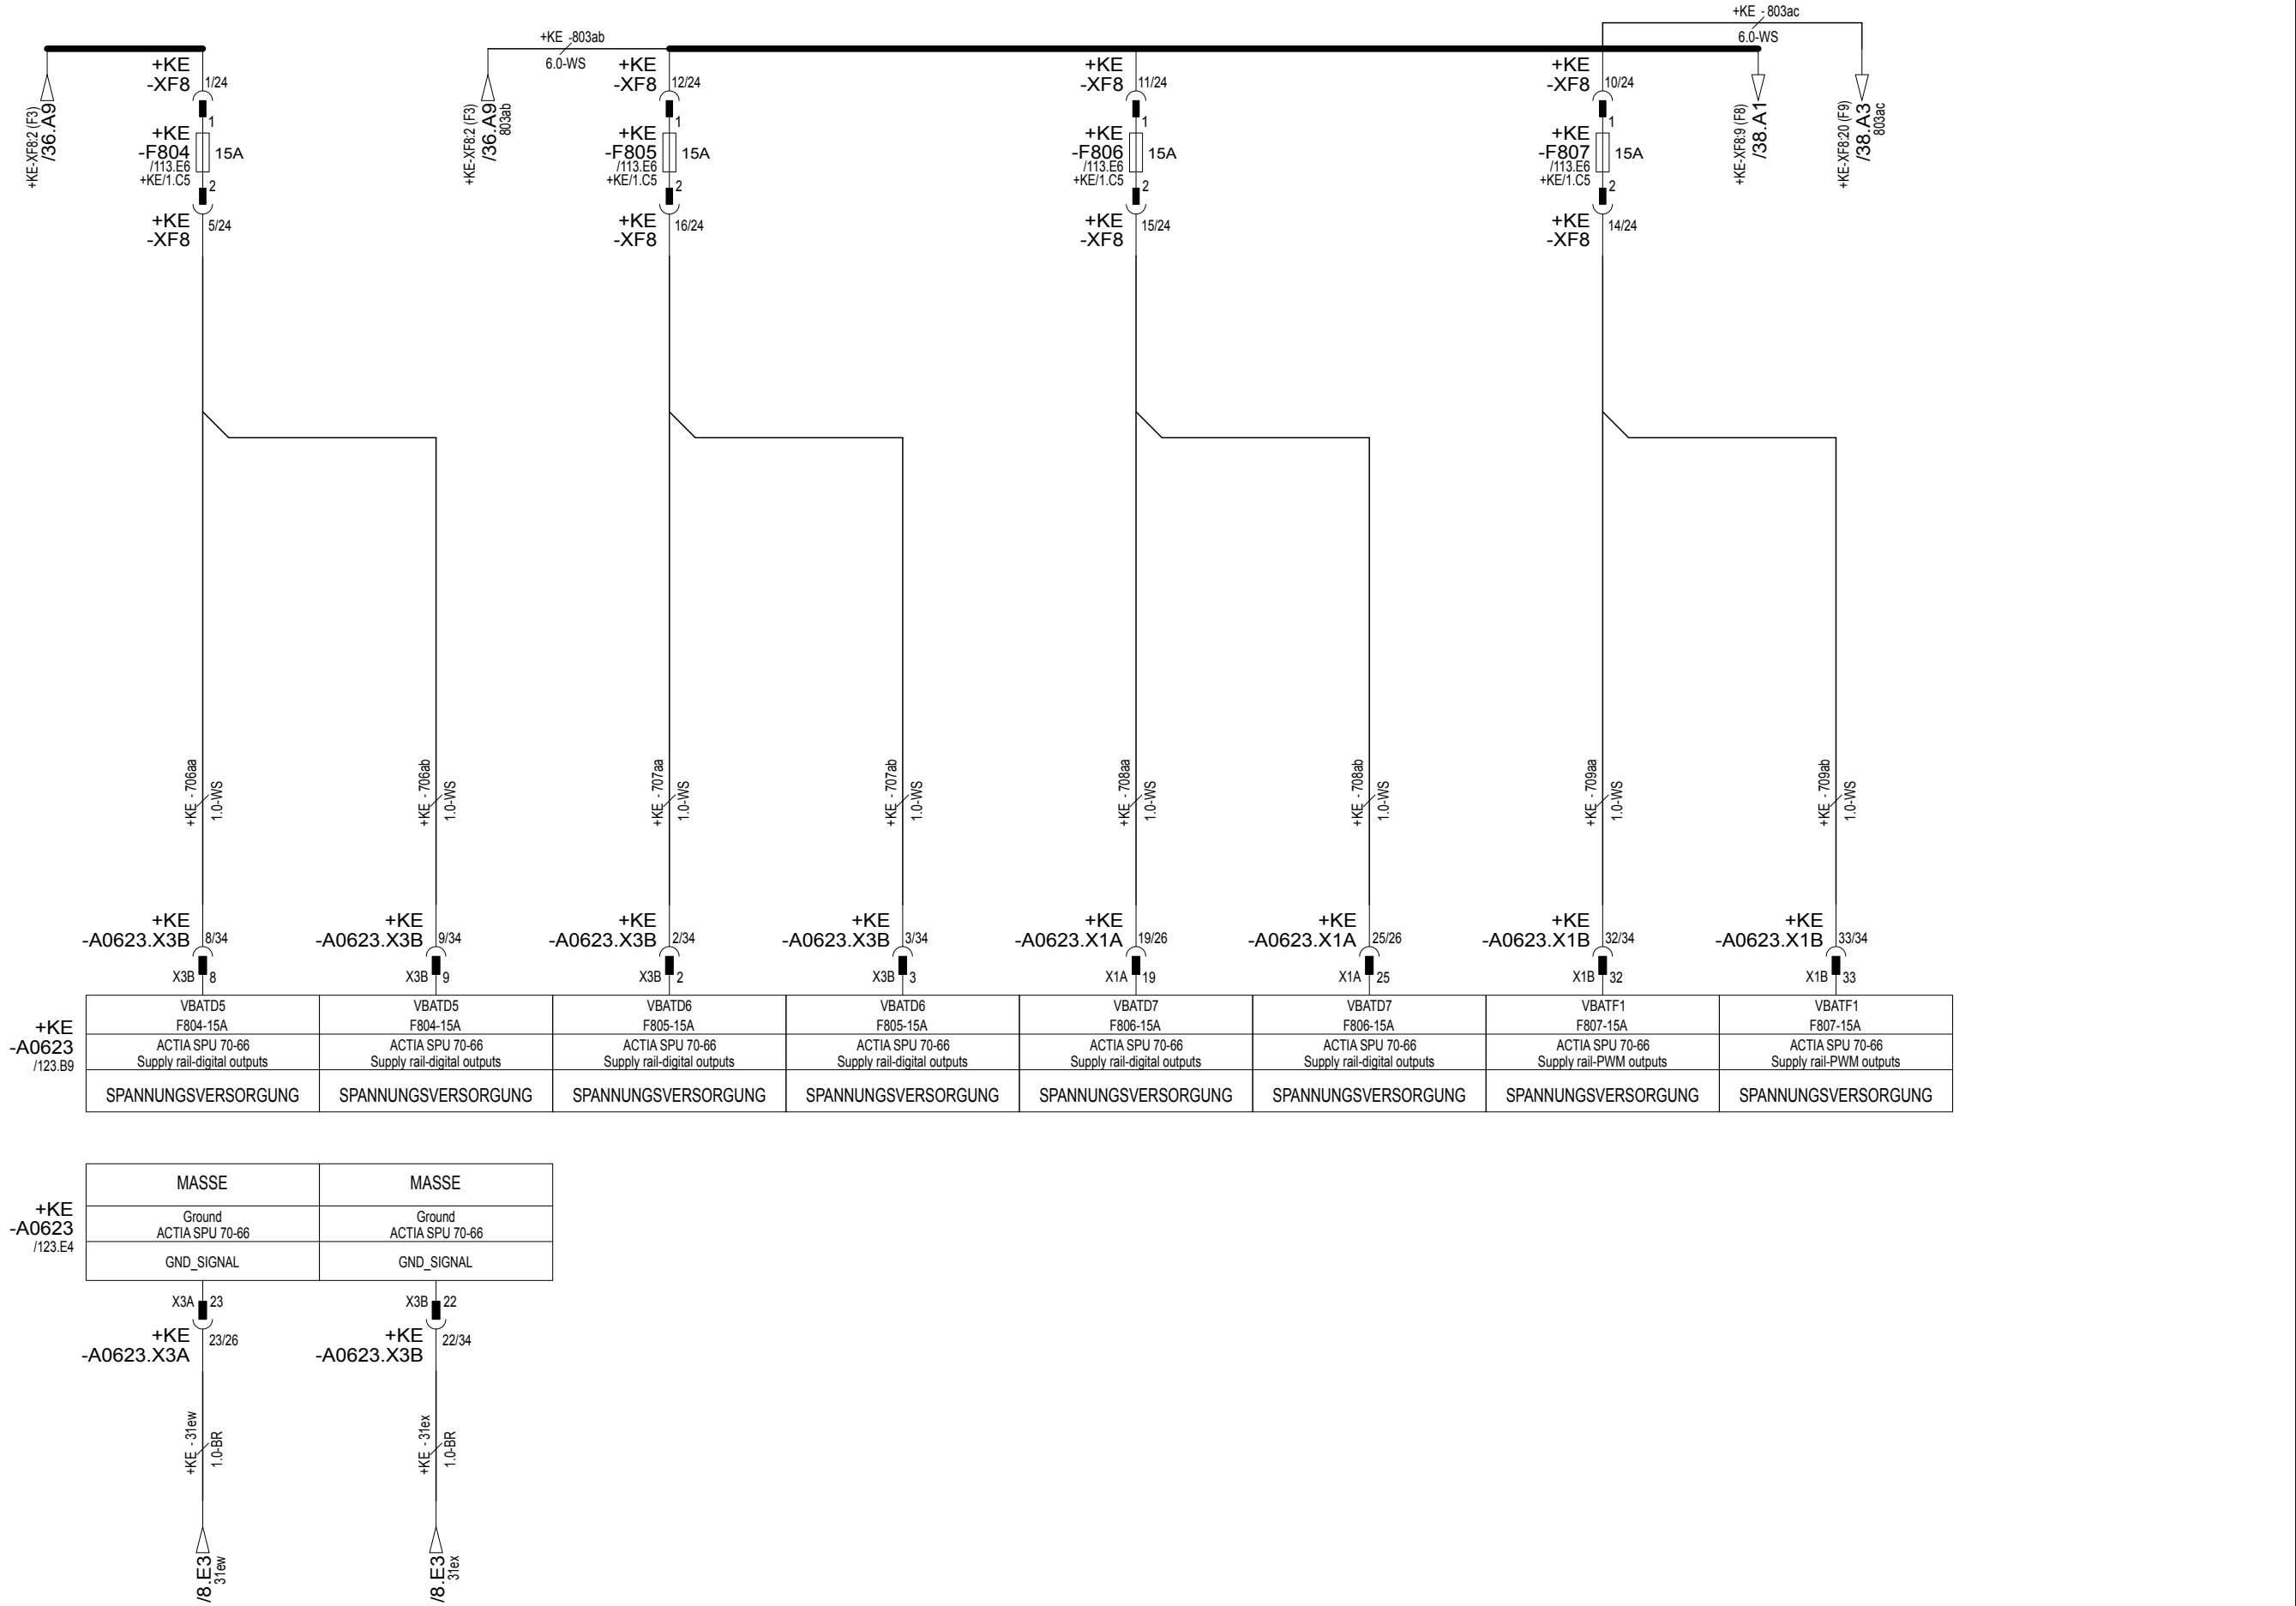 +KE -803ac
6.0-WS
+KE -803ab
6.0-WS
+KE-XF8:2 (F3)
/36.A9
+KE
-XF8 1/24
1
+KE
-F804 15A
/113.E6
+KE/1.C5
2
+KE
-XF8 5/24
+KE-XF8:2 (F3)
/36.A9
803ab
+KE
-XF8 12/24
1
+KE
-F805 15A
/113.E6
+KE/1.C5
2
+KE
-XF8 16/24
+KE
-XF8 11/24
1
+KE
-F806 15A
/113.E6
+KE/1.C5
2
+KE
-XF8 15/24
+KE
-XF8 10/24
1
+KE
-F807 15A
/113.E6
+KE/1.C5
2
+KE
-XF8 14/24
+KE-XF8:9 (F8)
/38.A1
+KE-XF8:20 (F9)
/38.A3
803ac
+KE -706aa
1.0-WS
+KE -706ab
1.0-WS
+KE -707aa
1.0-WS
+KE -707ab
1.0-WS
+KE -708aa
1.0-WS
+KE -708ab
1.0-WS
+KE -709aa
1.0-WS
+KE -709ab
1.0-WS
+KE
-A0623.X3B 8/34
X3B 8
+KE
-A0623.X3B 9/34
X3B 9
+KE
-A0623.X3B 2/34
X3B 2
+KE
-A0623.X3B 3/34
X3B 3
+KE
-A0623.X1A 19/26
X1A 19
+KE
-A0623.X1A 25/26
X1A 25
+KE
-A0623.X1B 32/34
X1B 32
+KE
-A0623.X1B 33/34
X1B 33
+KE
-A0623
/123.B9
VBATD5
F804-15A
ACTIA SPU 70-66
Supply rail-digital outputs
SPANNUNGSVERSORGUNG
VBATD5
F804-15A
ACTIA SPU 70-66
Supply rail-digital outputs
SPANNUNGSVERSORGUNG
VBATD6
F805-15A
ACTIA SPU 70-66
Supply rail-digital outputs
SPANNUNGSVERSORGUNG
VBATD6
F805-15A
ACTIA SPU 70-66
Supply rail-digital outputs
SPANNUNGSVERSORGUNG
VBATD7
F806-15A
ACTIA SPU 70-66
Supply rail-digital outputs
SPANNUNGSVERSORGUNG
VBATD7
F806-15A
ACTIA SPU 70-66
Supply rail-digital outputs
SPANNUNGSVERSORGUNG
VBATF1
F807-15A
ACTIA SPU 70-66
Supply rail-PWM outputs
SPANNUNGSVERSORGUNG
VBATF1
F807-15A
ACTIA SPU 70-66
Supply rail-PWM outputs
SPANNUNGSVERSORGUNG
+KE
-A0623
/123.E4
MASSE
Ground
ACTIA SPU 70-66
GND_SIGNAL
MASSE
Ground
ACTIA SPU 70-66
GND_SIGNAL
X3A 23
+KE
-A0623.X3A 23/26
X3B 22
+KE
-A0623.X3B 22/34
+KE -31ew
1.0-BR
+KE -31ex
1.0-BR
/8.E3
31ew
/8.E3
31ex